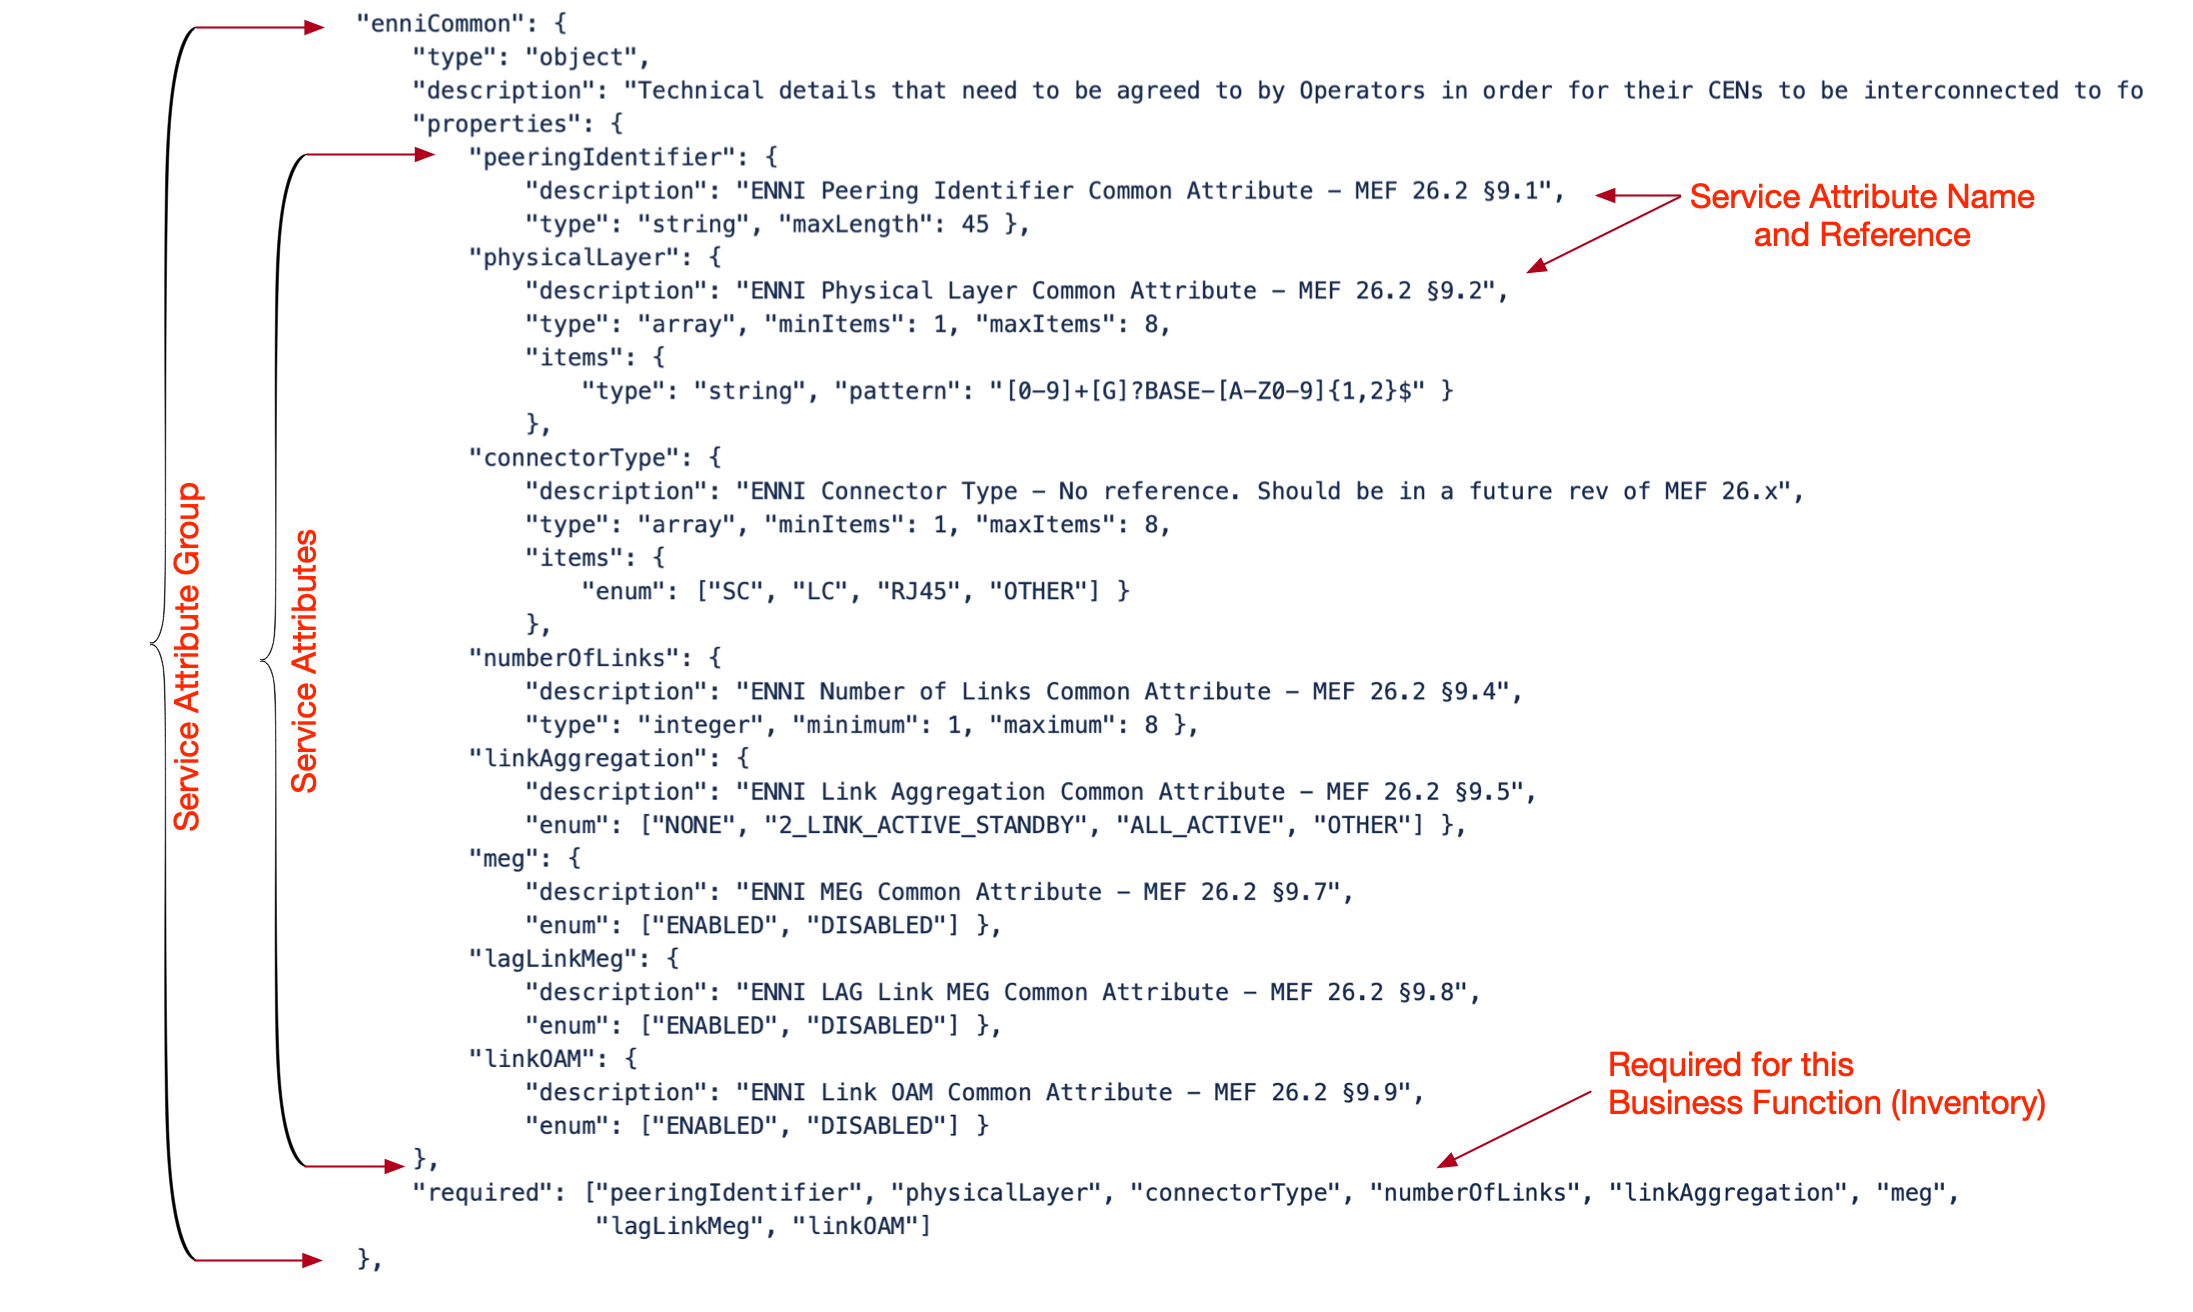 "enniCommon": {
"type": "object",
"description": "Technical details that need to be agreed to by Operators in order for their CENs to be interconnected to fo
"properties": {
"peeringIdentifier": {
"description": "ENNI Peering Identifier Common Attribute – MEF 26.2 §9.1",
"type": "string", "maxLength": 45 },
"physicalLayer": {
"description": "ENNI Physical Layer Common Attribute – MEF 26.2 §9.2",
"type": "array", "minItems": 1, "maxItems": 8,
"items": {
"type": "string", "pattern": "[0-9]+[G]?BASE-[A-Z0-9]{1,2}$" }
},
"connectorType": {
"description": "ENNI Connector Type – No reference. Should be in a future rev of MEF 26.x",
"type": "array", "minItems": 1, "maxItems": 8,
"items": {
"enum": ["SC", "LC", "RJ45", "OTHER"] }
},
"numberOfLinks": {
"description": "ENNI Number of Links Common Attribute – MEF 26.2 §9.4",
"type": "integer", "minimum": 1, "maximum": 8 },
"linkAggregation": {
"description": "ENNI Link Aggregation Common Attribute – MEF 26.2 §9.5",
"enum": ["NONE", "2_LINK_ACTIVE_STANDBY", "ALL_ACTIVE", "OTHER"] },
"meg": {
"description": "ENNI MEG Common Attribute – MEF 26.2 §9.7",
"enum": ["ENABLED", "DISABLED"] },
"lagLinkMeg": {
"description": "ENNI LAG Link MEG Common Attribute – MEF 26.2 §9.8",
"enum": ["ENABLED", "DISABLED"] },
"linkOAM": {
"description": "ENNI Link OAM Common Attribute – MEF 26.2 §9.9",
"enum": ["ENABLED", "DISABLED"] }
},
"required": ["peeringIdentifier", "physicalLayer", "connectorType", "numberOfLinks", "linkAggregation", "meg",
"lagLinkMeg", "linkOAM"]
},
Service Attribute Group
Service Attributes
Service Attribute Name
and Reference
Required for this
Business Function (Inventory)